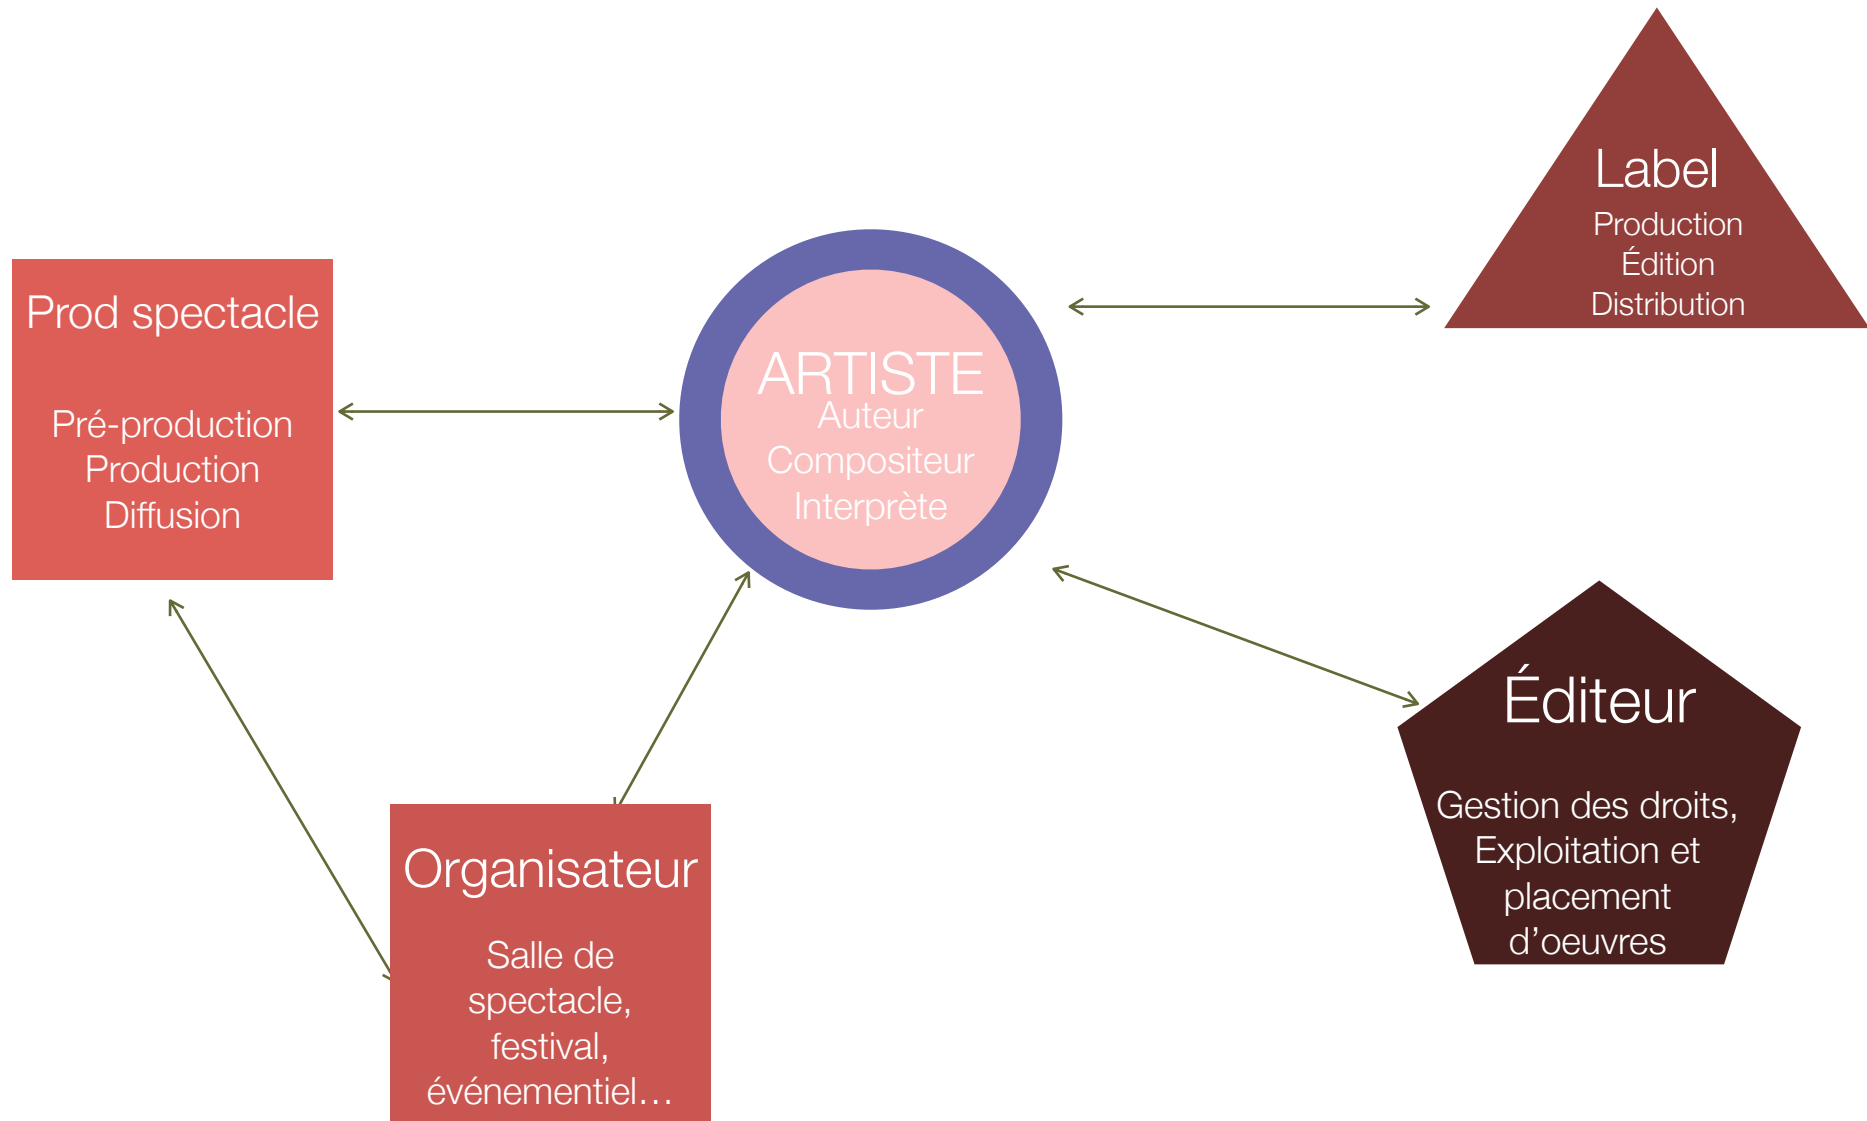 Label
Production
Édition
Distribution
Prod spectacle
Pré-production
Production
Diffusion
ARTISTE
Auteur
Compositeur
Interprète
Éditeur
Gestion des droits,
Exploitation et
placement
d’oeuvres
Organisateur
Salle de
spectacle,
festival,
événementiel…